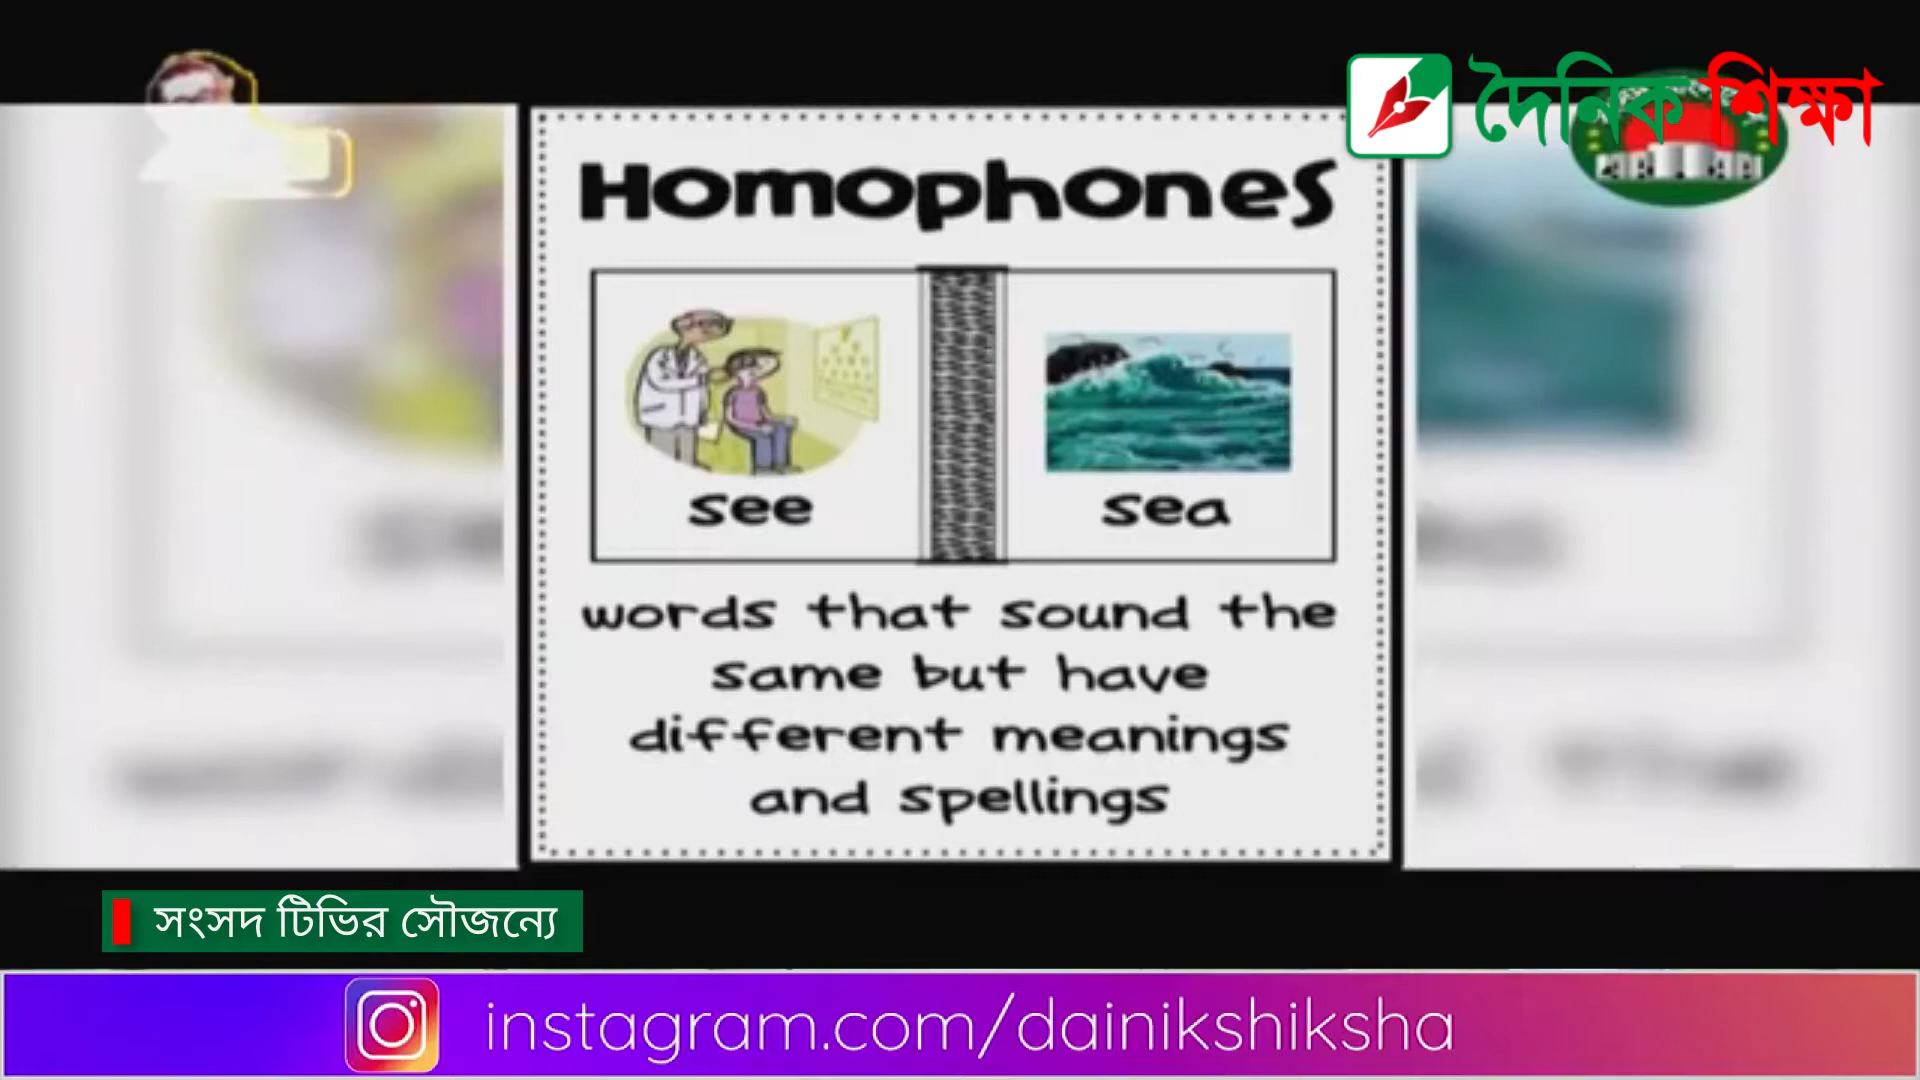 দৈনিক শিক্ষা
Homophones
see
sea
words that sound the
same but have
different meanings
and spellings
সংসদ টিভির সৌজন্যে
instagram.com/dainikshiksha